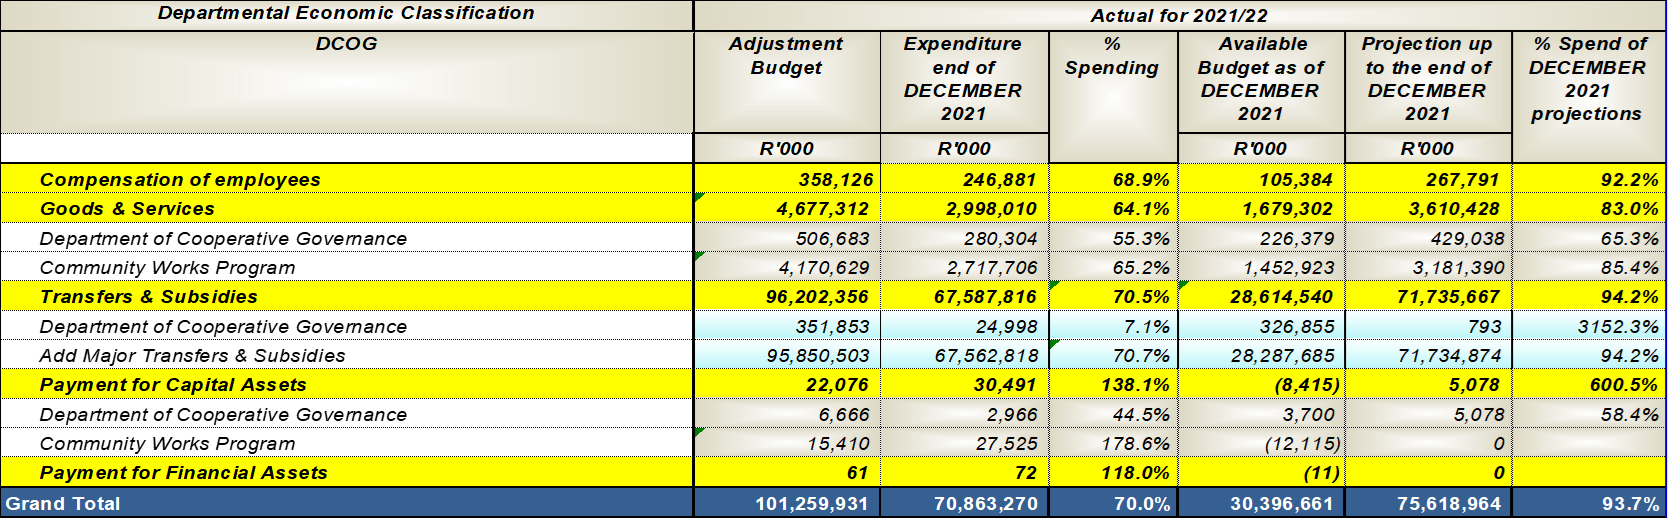 Departmental Economic Classification Actual for 2021/22
DCOG Adjustment Budget Expenditure end of DECEMBER 2021 % Spending Available Budget as of DECEMBER 2021 Projection up to the end of DECEMBER 2021 % Spend of DECEMBER 2021 projections
R'000 R'000 R'000 R'000
Compensation of employees 358,126 246,881 68.9% 105,384 267,791 92.2%
Goods & Services 4,677,312 2,998,010 64.1% 1,679,302 3,610,428 83.0%
Department of Cooperative Governance 506,683 280,304 55.3% 226,379 429,038 65.3%
Community Works Program 4,170,629 2,717,706 65.2% 1,452,923 3,181,390 85.4%
Transfers & Subsidies 96,202,356 67,587,816 70.5% 28,614,540 71,735,667 94.2%
Department of Cooperative Governance 351,853 24,998 7.1% 326,855 793 3152.3%
Add Major Transfers & Subsidies 95,850,503 67,562,818 70.7% 28,287,685 71,734,874 94.2%
Payment for Capital Assets 22,076 30,491 138.1% (8,415) 5,078 600.5%
Department of Cooperative Governance 6,666 2,966 44.5% 3,700 5,078 58.4%
Community Works Program 15,410 27,525 178.6% (12,115) 0
Payment for Financial Assets 61 72 118.0% (11) 0
Grand Total 101,259,931 70,863,270 70.0% 30,396,661 75,618,964 93.7%